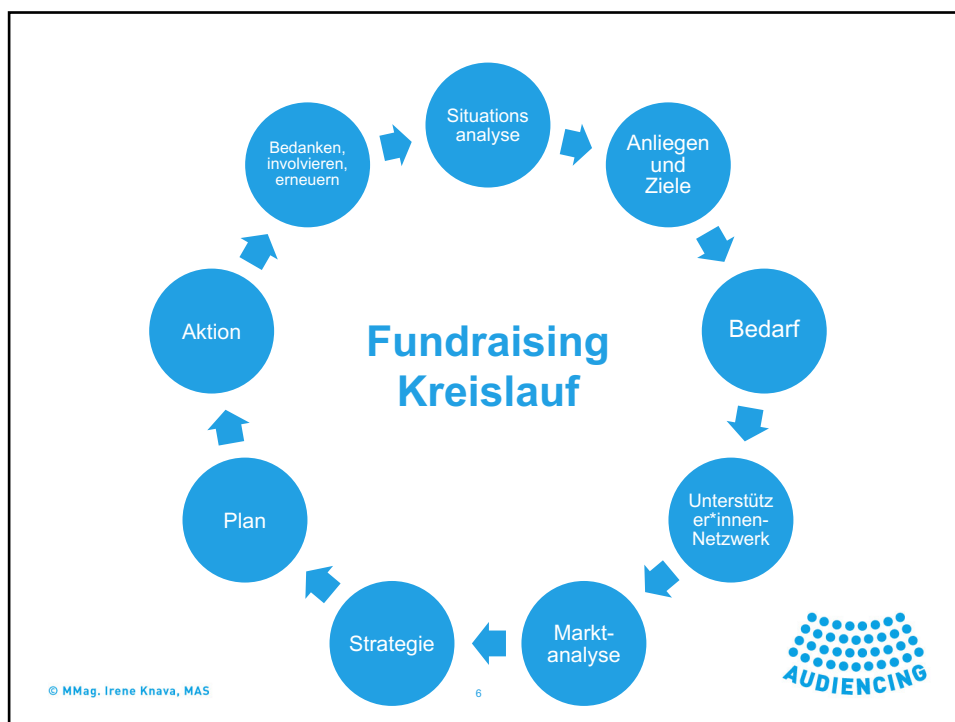 Situations
analyse
Anliegen
und
Ziele
Bedarf
Unterstütz
er*innen-
Netzwerk
Markt-
analyse
Strategie
Plan
Aktion
Bedanken,
involvieren,
erneuern
Fundraising
Kreislauf
© MMag. Irene Knava, MAS
6
AUDIENCING